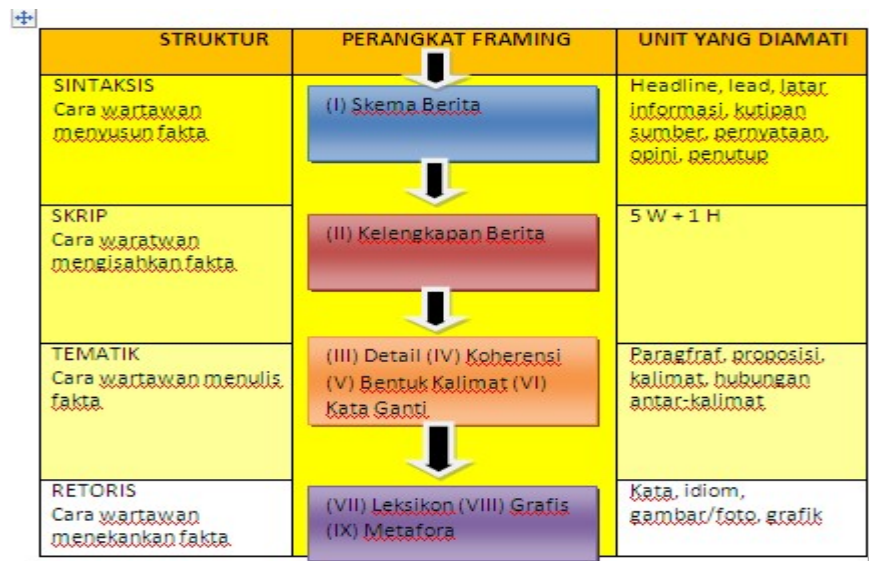 STRUKTUR
PERANGKAT FRAMING
UNIT YANG DIAMATI
SINTAKSIS
Cara wartawan
menyusun fakta
(I) Skema Berita
Headline, lead, latar
informasi, kutipan
sumber, pernyataan,
opini, penutup
SKRIP
Cara waratwan
mengisahkan fakta
(II) Kelengkapan Berita
5 W + 1 H
TEMATIK
Cara wartawan menulis
fakta
(III) Detail (IV) Koherensi
(V) Bentuk Kalimat (VI)
Kata Ganti
Paragfraf, proposisi,
kalimat, hubungan
antar-kalimat
RETORIS
Cara wartawan
menekankan fakta
(VII) Leksikon (VIII) Grafis
(IX) Metafora
Kata, idiom,
gambar/foto, grafik